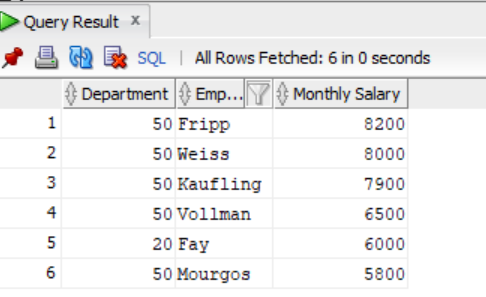 Query Result x
SQL | All Rows Fetched: 6 in 0 seconds
Department Emp... Monthly Salary
1 50 Fripp 8200
2 50 Weiss 8000
3 50 Kaufling 7900
4 50 Vollman 6500
5 20 Fay 6000
6 50 Mourgos 5800